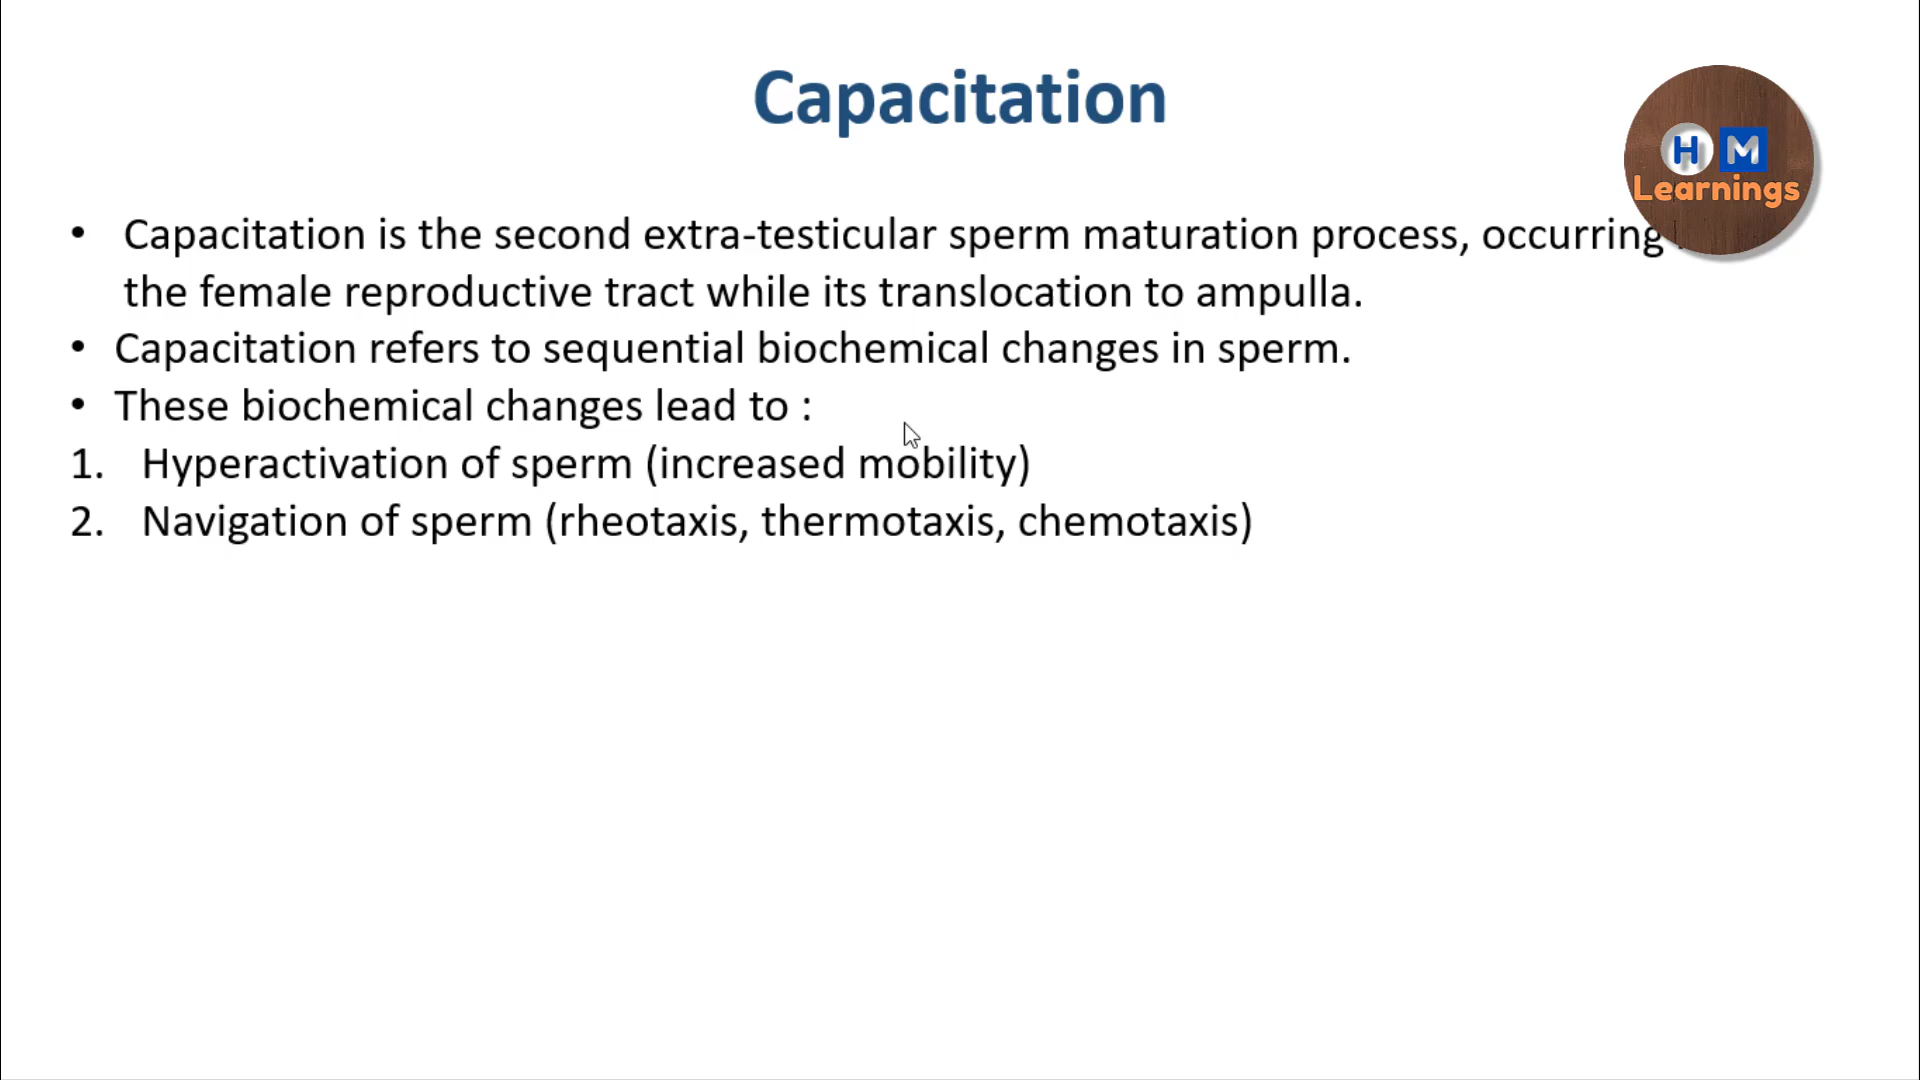 Capacitation
H M
Learnings
• Capacitation is the second extra-testicular sperm maturation process, occurring
the female reproductive tract while its translocation to ampulla.
• Capacitation refers to sequential biochemical changes in sperm.
• These biochemical changes lead to :
1. Hyperactivation of sperm (increased mobility)
2. Navigation of sperm (rheotaxis, thermotaxis, chemotaxis)